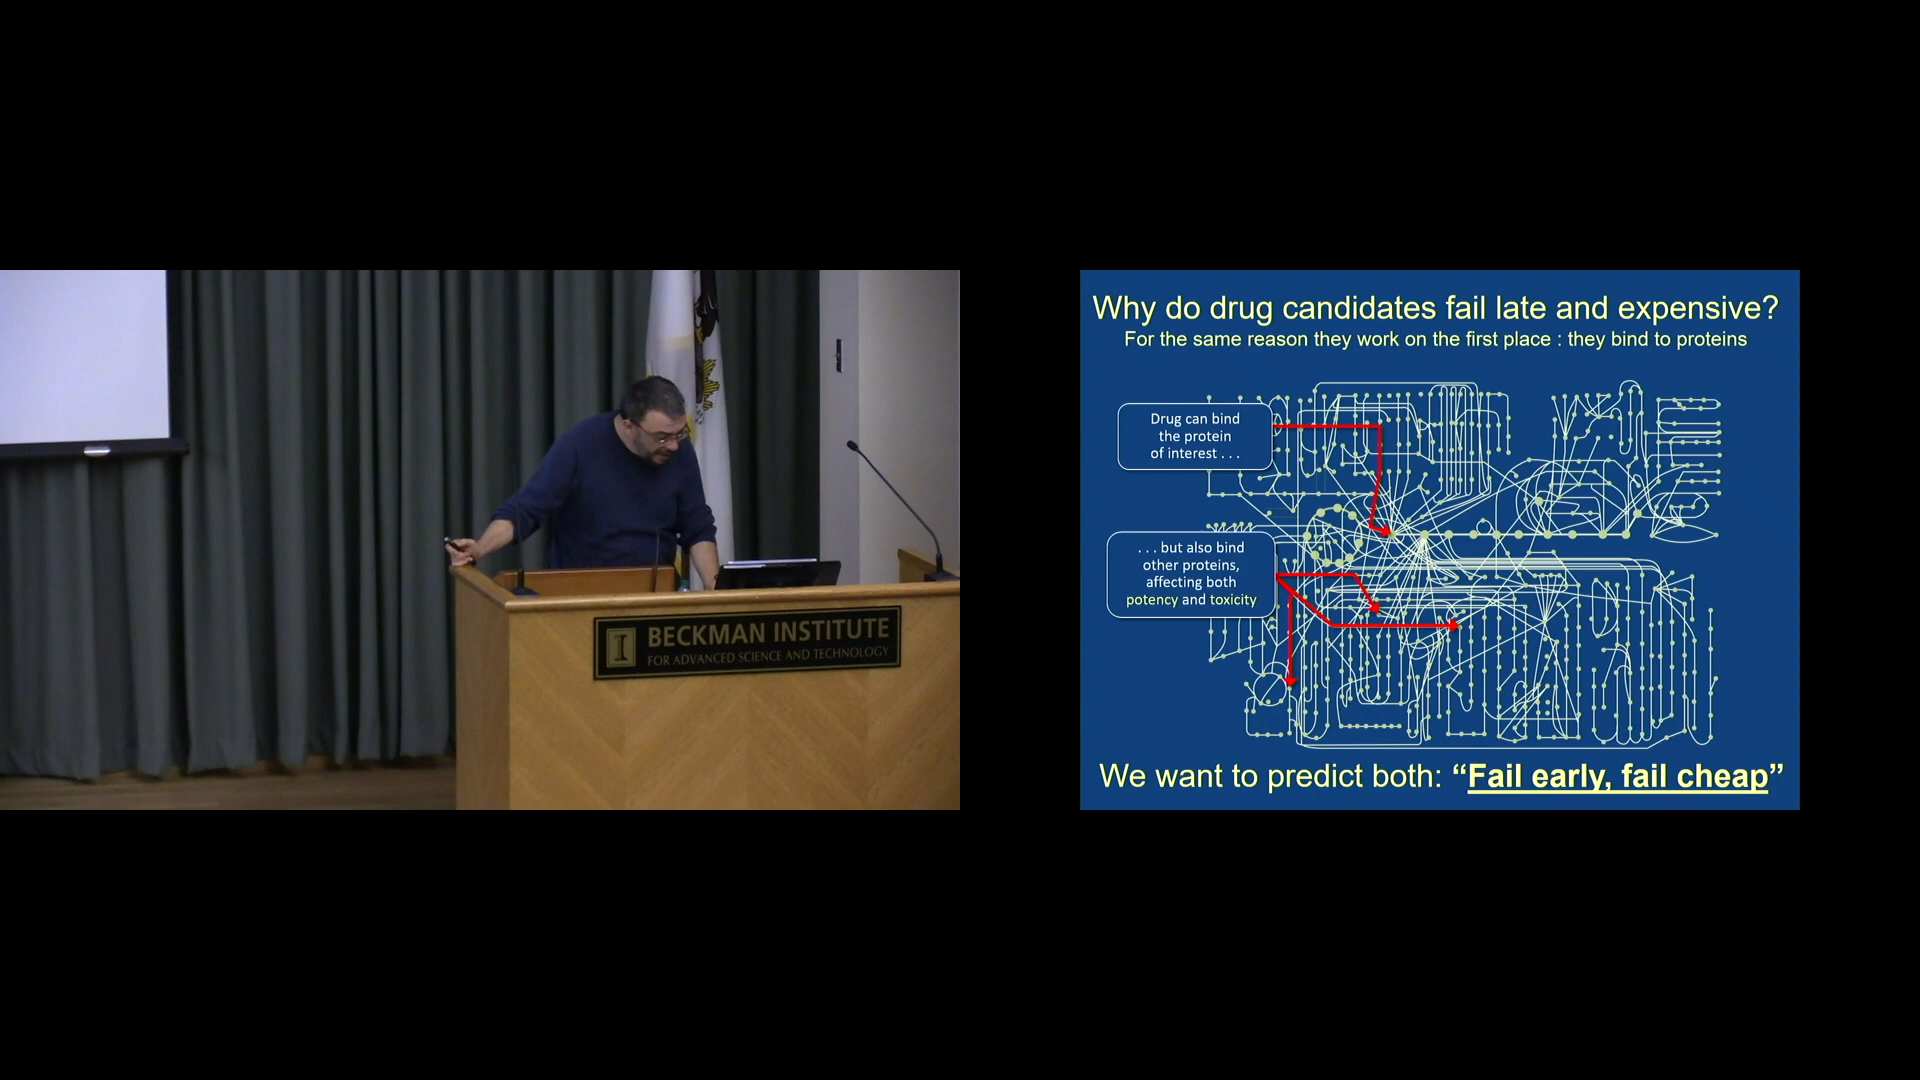 BECKMAN INSTITUTE
FOR ADVANCED SCIENCE AND TECHNOLOGY
Why do drug candidates fail late and expensive?
For the same reason they work on the first place : they bind to proteins
Drug can bind
the protein
of interest . . .
. . . but also bind
other proteins,
affecting both
potency and toxicity
We want to predict both: “Fail early, fail cheap”